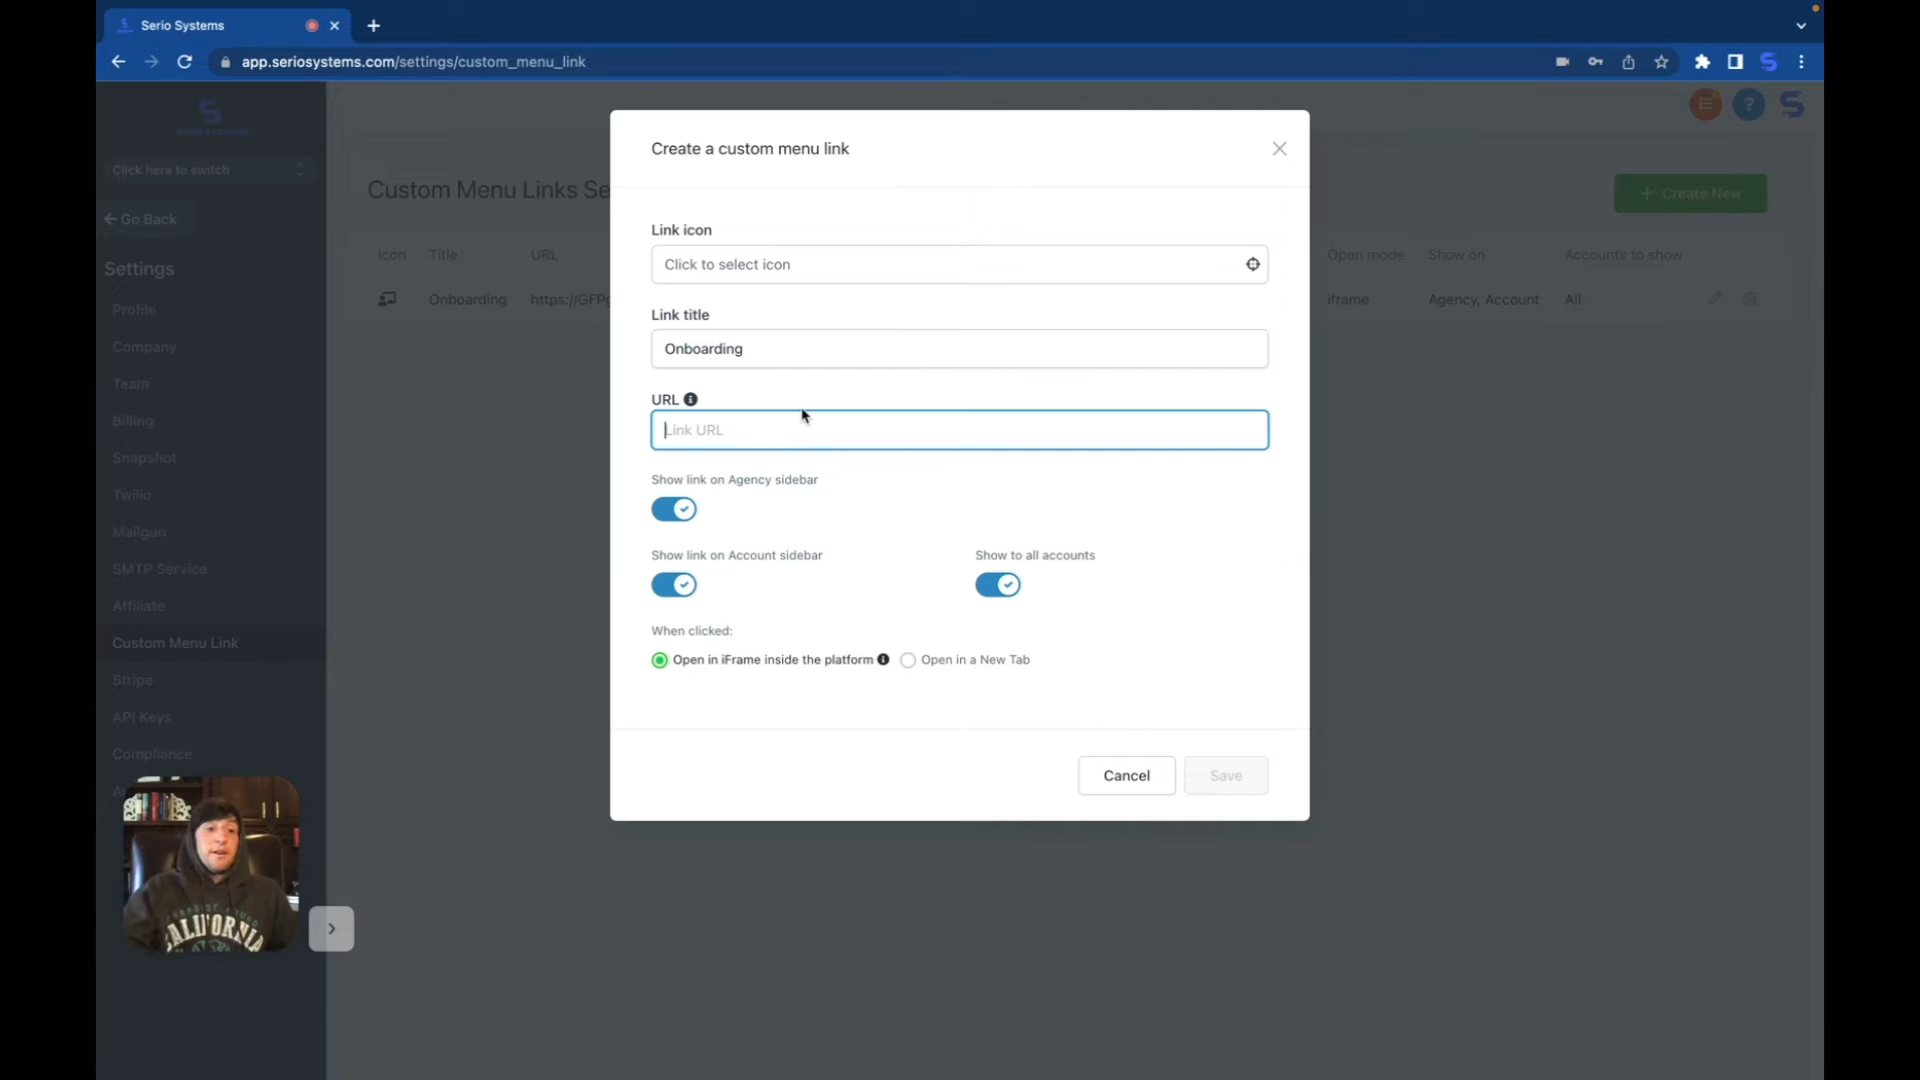 Serio Systems
app.seriosystems.com/settings/custom_menu_link
Click here to switch
Go Back
Settings
Profile
Company
Team
Billing
Snapshot
Twilio
Mailgun
SMTP Service
Affiliate
Custom Menu Link
Stripe
API Keys
Compliance
Custom Menu Links Se
+ Create New
Icon Title URL Open mode Show on Accounts to show
Onboarding https://GFPg iframe Agency, Account All
Create a custom menu link
Link icon
Click to select icon
Link title
Onboarding
URL
Link URL
Show link on Agency sidebar
Show link on Account sidebar Show to all accounts
When clicked:
Open in iFrame inside the platform Open in a New Tab
Cancel Save